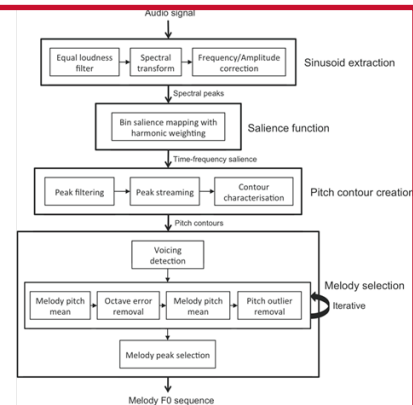 Audio signal
Equal loudness
filter
Spectral
transform
Frequency/Amplitude
correction
Sinusoid extraction
Spectral peaks
Bin salience mapping with
harmonic weighting
Salience function
Time-frequency salience
Peak filtering
Peak streaming
Contour
characterisation
Pitch contour creation
Pitch contours
Voicing
detection
Melody selection
Melody pitch
mean
Octave error
removal
Melody pitch
mean
Pitch outlier
removal
Iterative
Melody peak selection
Melody F0 sequence